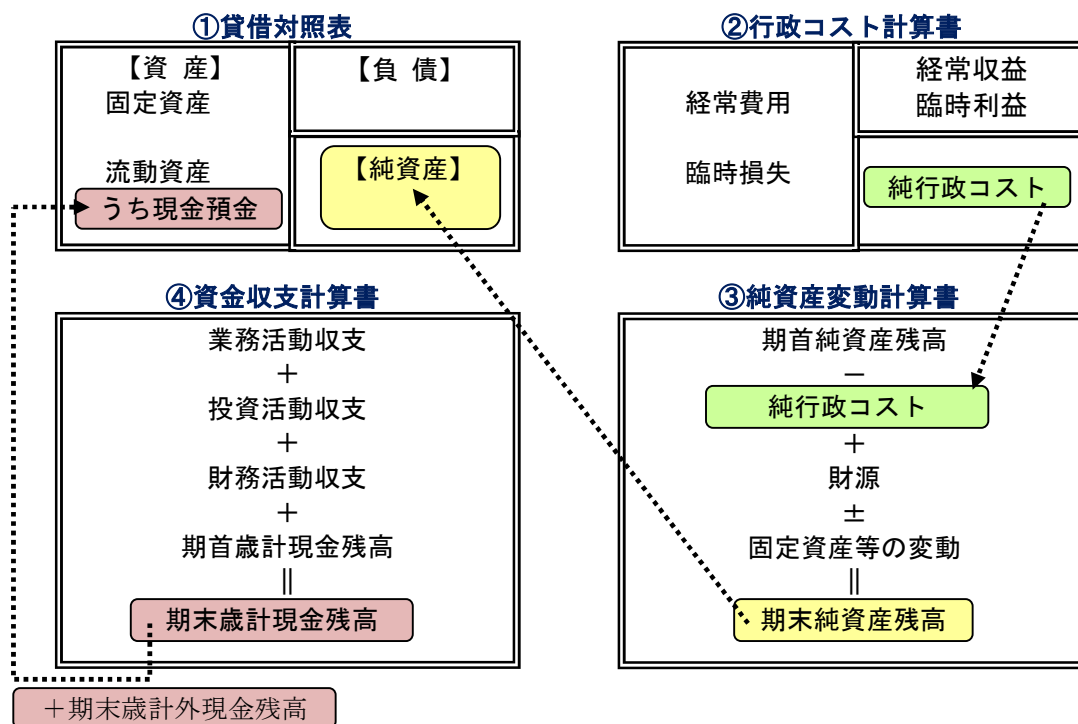 ①貸借対照表
【資 産】
固定資産
流動資産
うち現金預金
【負 債】
【純資産】
②行政コスト計算書
経常費用
臨時損失
経常収益
臨時利益
純行政コスト
④資金収支計算書
業務活動収支
＋
投資活動収支
＋
財務活動収支
＋
期首歳計現金残高
＝
期末歳計現金残高
＋期末歳計外現金残高
③純資産変動計算書
期首純資産残高
－
純行政コスト
＋
財源
±
固定資産等の変動
＝
期末純資産残高